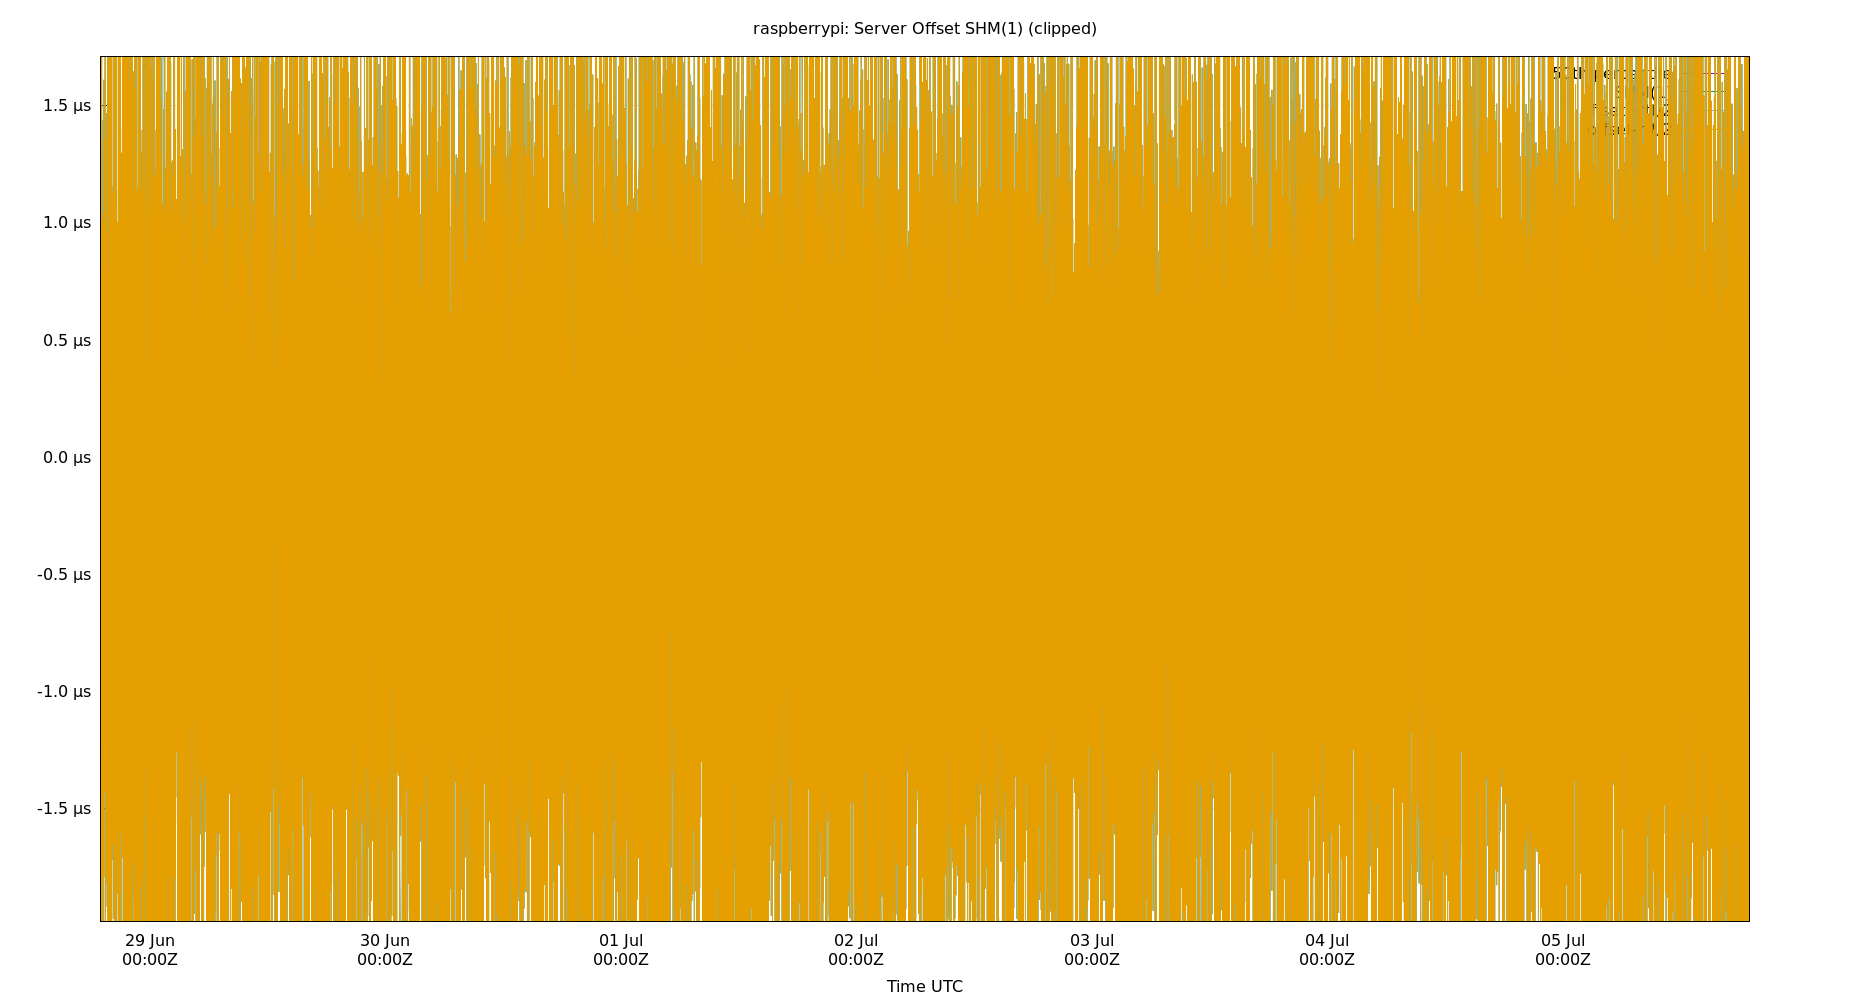 raspberrypi: Server Offset SHM(1) (clipped)
1.5 µs
1.0 µs
0.5 µs
0.0 µs
-0.5 µs
-1.0 µs
-1.5 µs
29 Jun
00:00Z
30 Jun
00:00Z
01 Jul
00:00Z
02 Jul
00:00Z
03 Jul
00:00Z
04 Jul
00:00Z
05 Jul
00:00Z
Time UTC